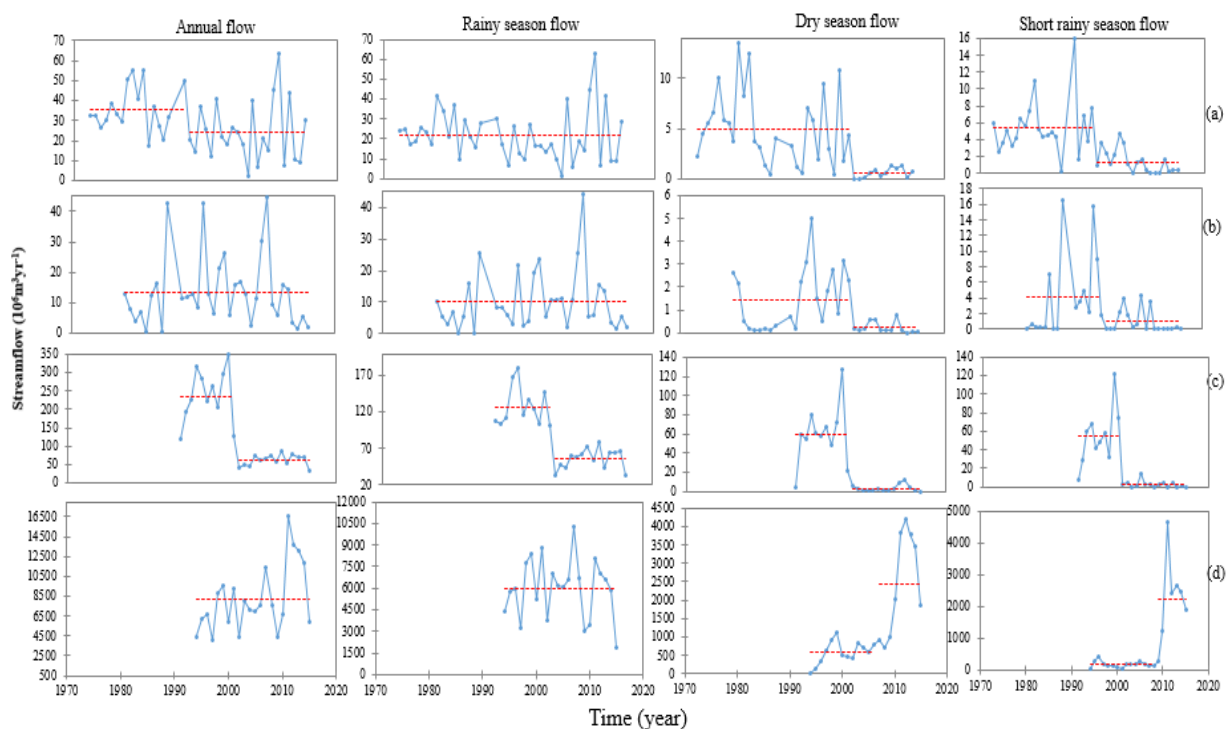 Annual flow Rainy season flow Dry season flow Short rainy season flow
Streamflow (10⁶m³yr⁻¹)
70 60 50 40 30 20 10 0
70 60 50 40 30 20 10 0
10 5 0
16 14 12 10 8 6 4 2 0
(a)
40 30 20 10 0
40 30 20 10 0
6 5 4 3 2 1 0
18 16 14 12 10 8 6 4 2 0
(b)
350 300 250 200 150 100 50 0
170 120 70 20
140 120 100 80 60 40 20 0
140 120 100 80 60 40 20 0
(c)
16500 14500 12500 10500 8500 6500 4500 2500 500
12000 10500 9000 7500 6000 4500 3000 1500 0
4500 4000 3500 3000 2500 2000 1500 1000 500 0
5000 4000 3000 2000 1000 0
(d)
1970 1980 1990 2000 2010 2020
1970 1980 1990 2000 2010 2020
1970 1980 1990 2000 2010 2020
1970 1980 1990 2000 2010 2020
Time (year)